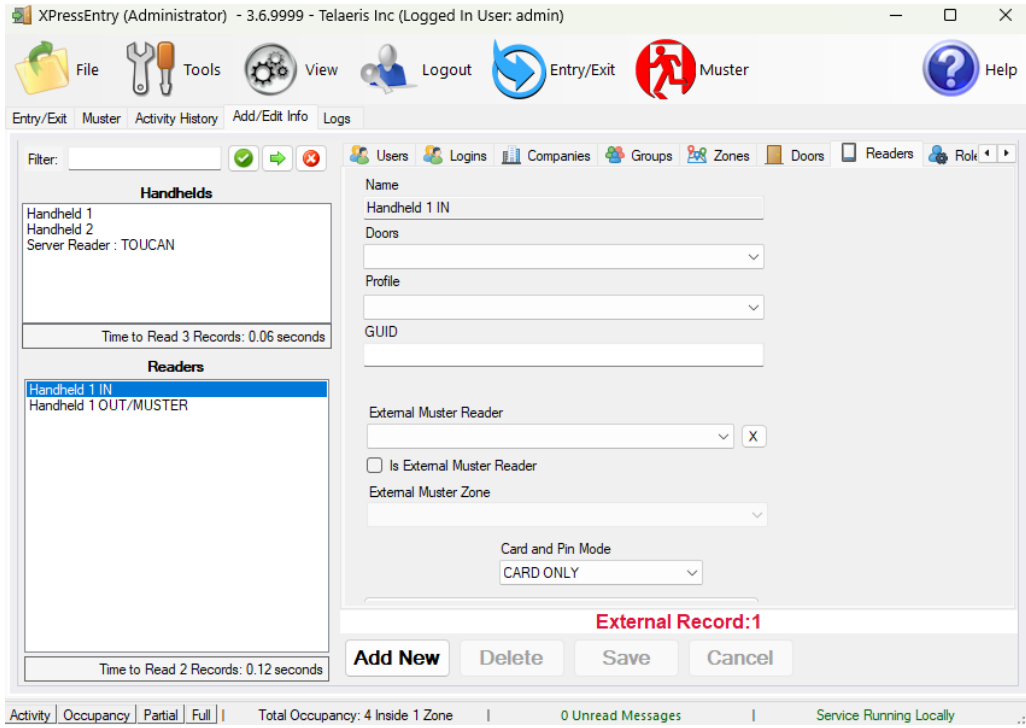 XPressEntry (Administrator) - 3.6.9999 - Telaeris Inc (Logged In User: admin)
File Tools View Logout Entry/Exit Muster Help
Entry/Exit Muster Activity History Add/Edit Info Logs
Filter:
Handhelds
Handheld 1
Handheld 2
Server Reader : TOUCAN
Time to Read 3 Records: 0.06 seconds
Readers
Handheld 1 IN
Handheld 1 OUT/MUSTER
Time to Read 2 Records: 0.12 seconds
Users Logins Companies Groups Zones Doors Readers Role
Name
Handheld 1 IN
Doors
Profile
GUID
External Muster Reader
X
Is External Muster Reader
External Muster Zone
Card and Pin Mode
CARD ONLY
External Record:1
Add New Delete Save Cancel
Activity Occupancy Partial Full | Total Occupancy: 4 Inside 1 Zone | 0 Unread Messages | Service Running Locally